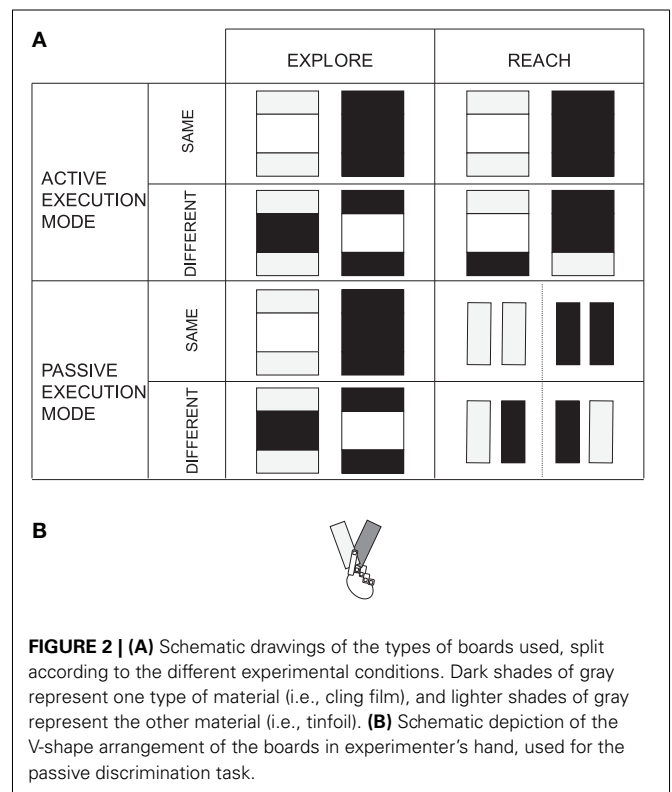 A
EXPLORE REACH
ACTIVE
EXECUTION
MODE
SAME
DIFFERENT
PASSIVE
EXECUTION
MODE
SAME
DIFFERENT
B
FIGURE 2 | (A) Schematic drawings of the types of boards used, split
according to the different experimental conditions. Dark shades of gray
represent one type of material (i.e., cling film), and lighter shades of gray
represent the other material (i.e., tinfoil). (B) Schematic depiction of the
V-shape arrangement of the boards in experimenter's hand, used for the
passive discrimination task.